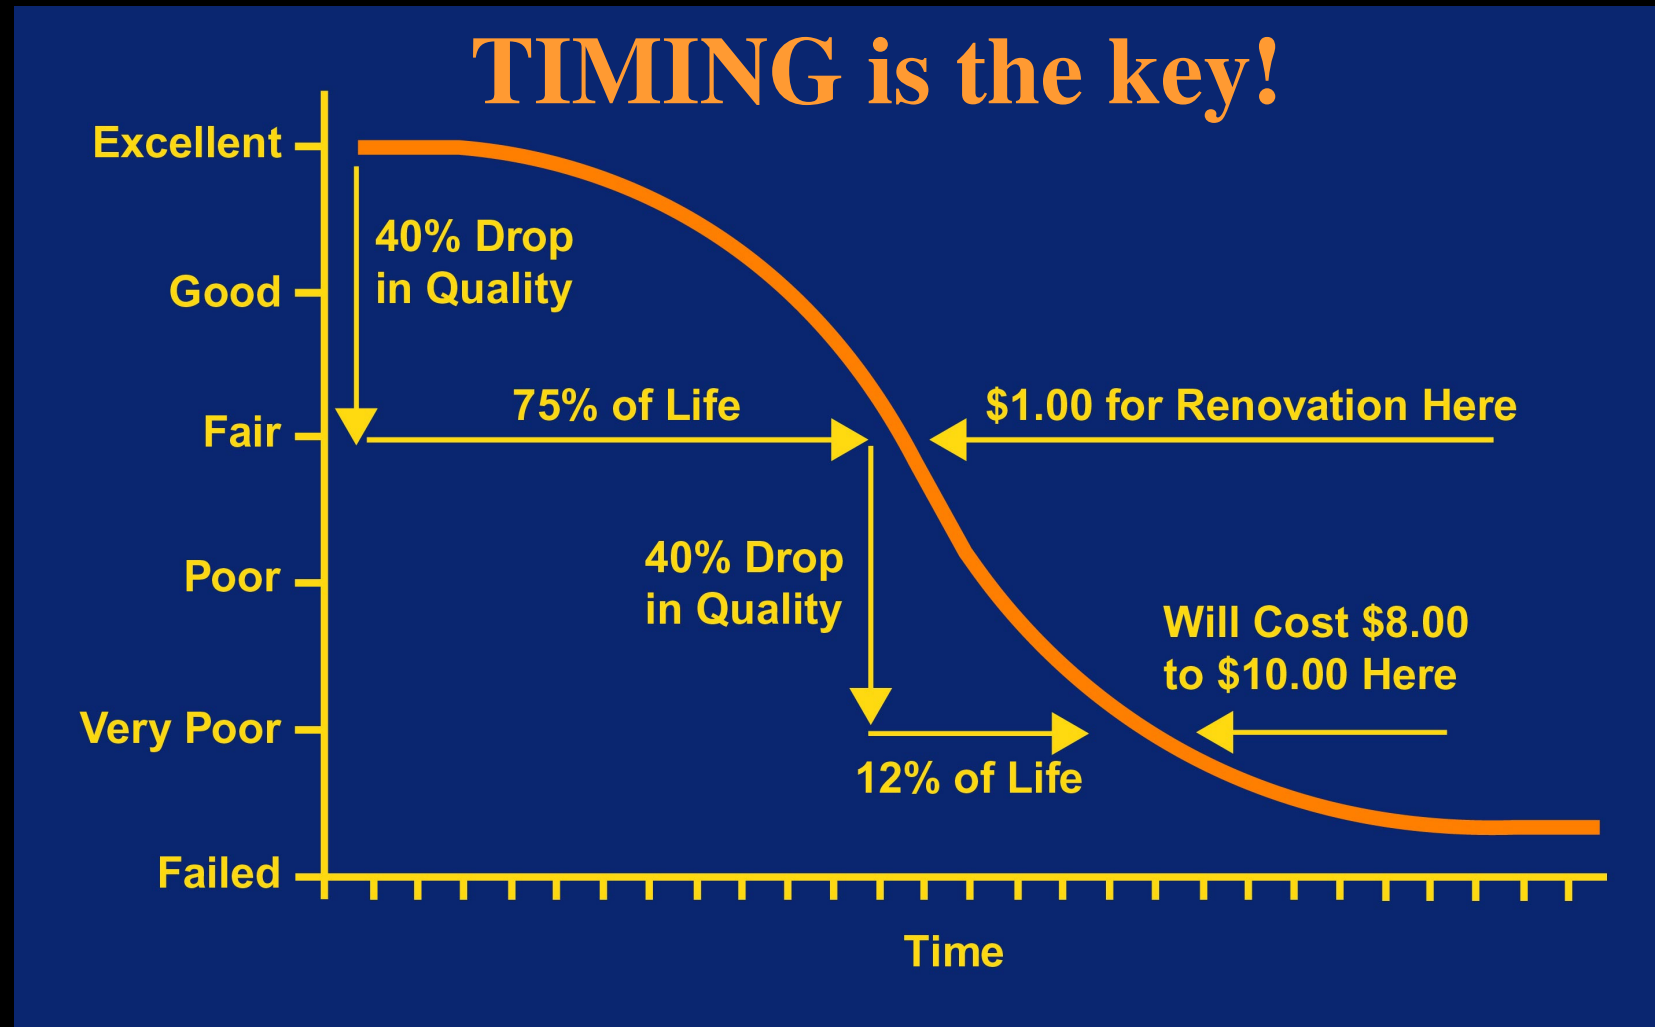 TIMING is the key!
Excellent
40% Drop
in Quality
Good
75% of Life
$1.00 for Renovation Here
Fair
40% Drop
in Quality
Poor
Will Cost $8.00
to $10.00 Here
Very Poor
12% of Life
Failed
Time